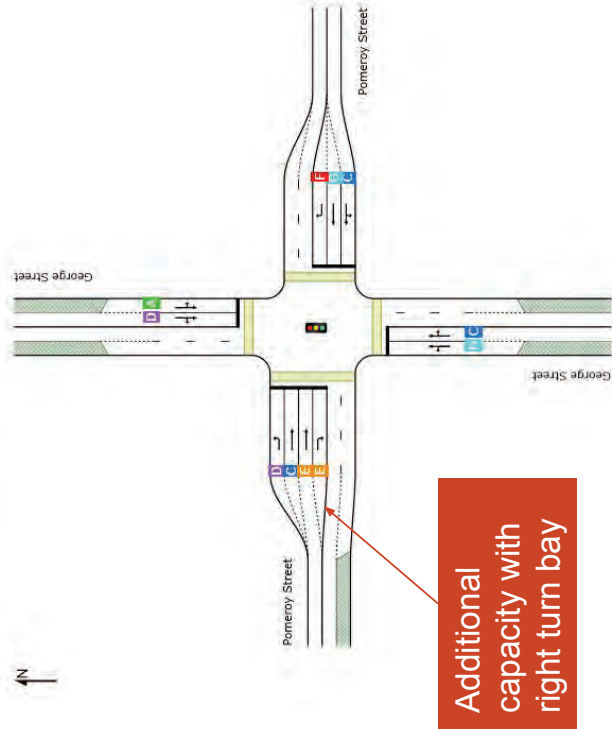 N
George Street
Pomeroy Street
D A
F
C
D
C
E
E
C
Pomeroy Street
George Street
Additional
capacity with
right turn bay